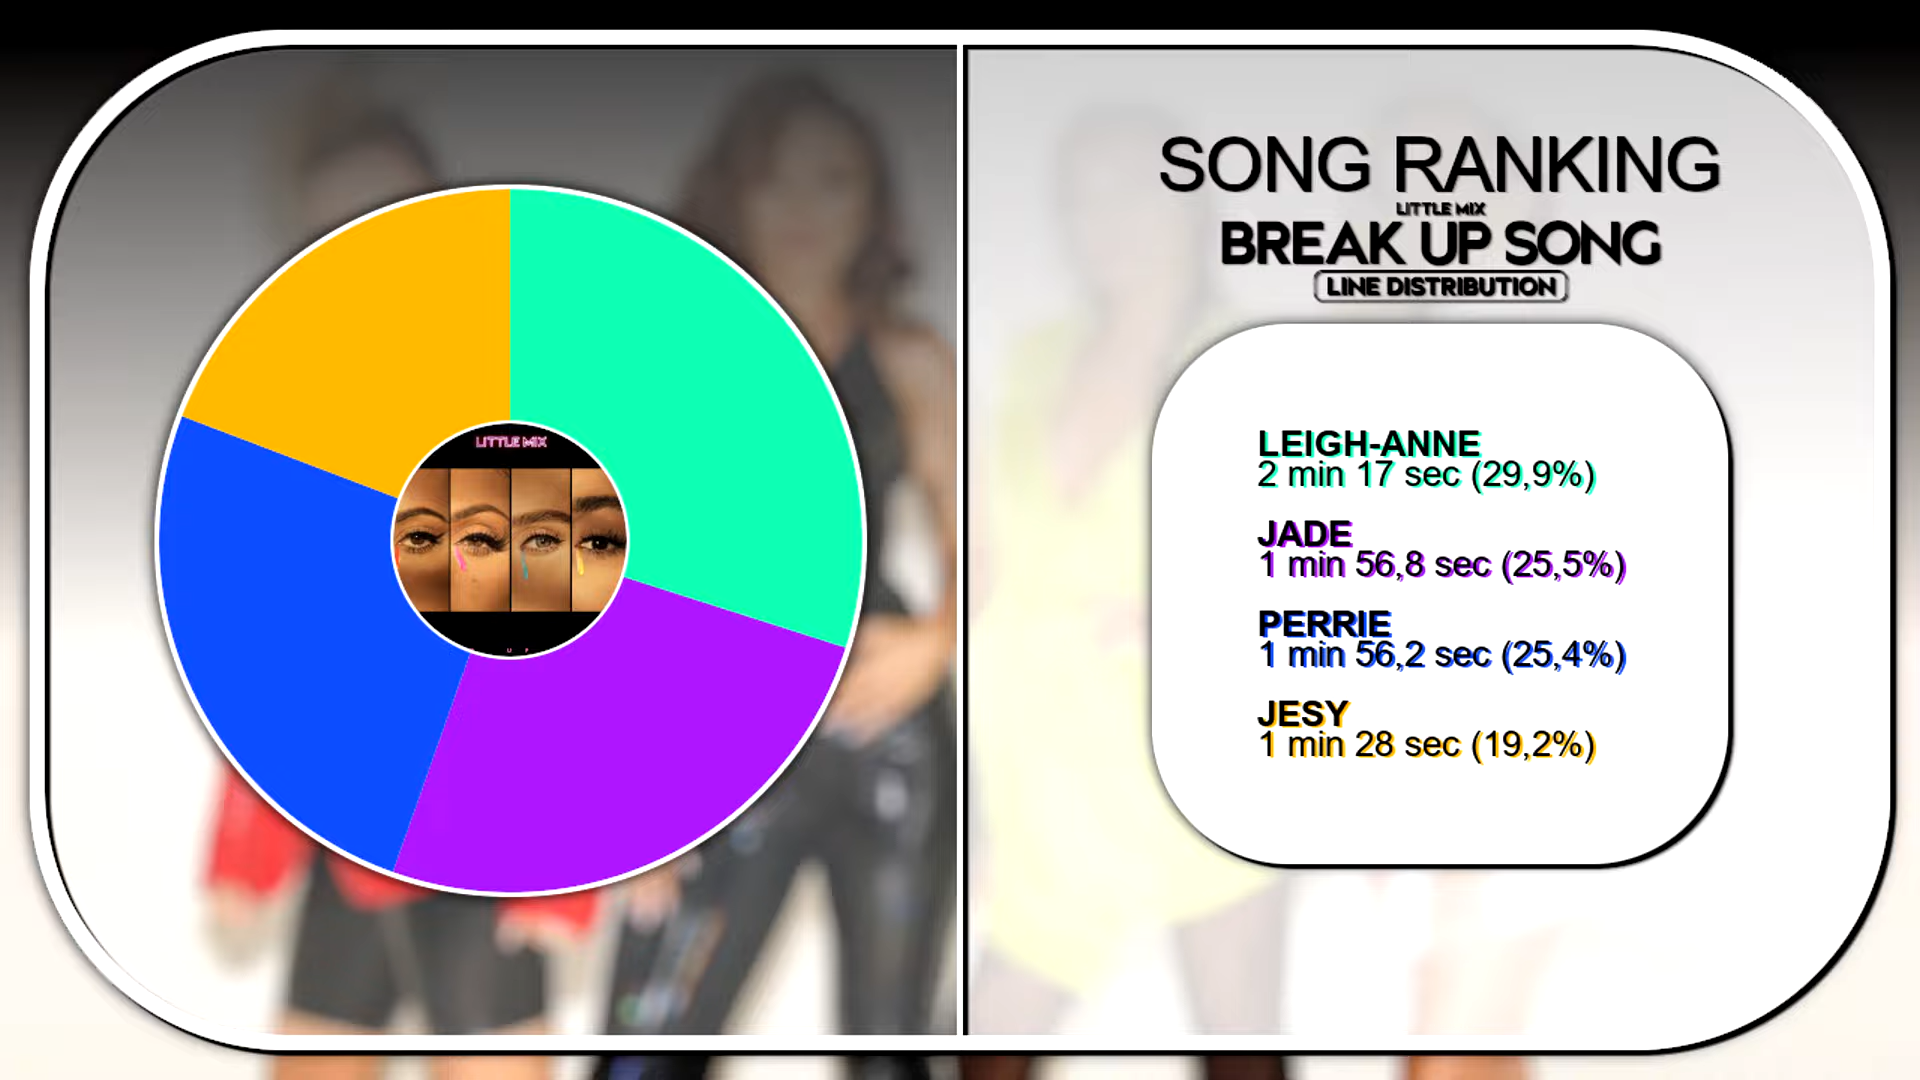 SONG RANKING
LITTLE MIX
BREAK UP SONG
LINE DISTRIBUTION
LITTLE MIX
U P
LEIGH-ANNE
2 min 17 sec (29,9%)
JADE
1 min 56,8 sec (25,5%)
PERRIE
1 min 56,2 sec (25,4%)
JESY
1 min 28 sec (19,2%)